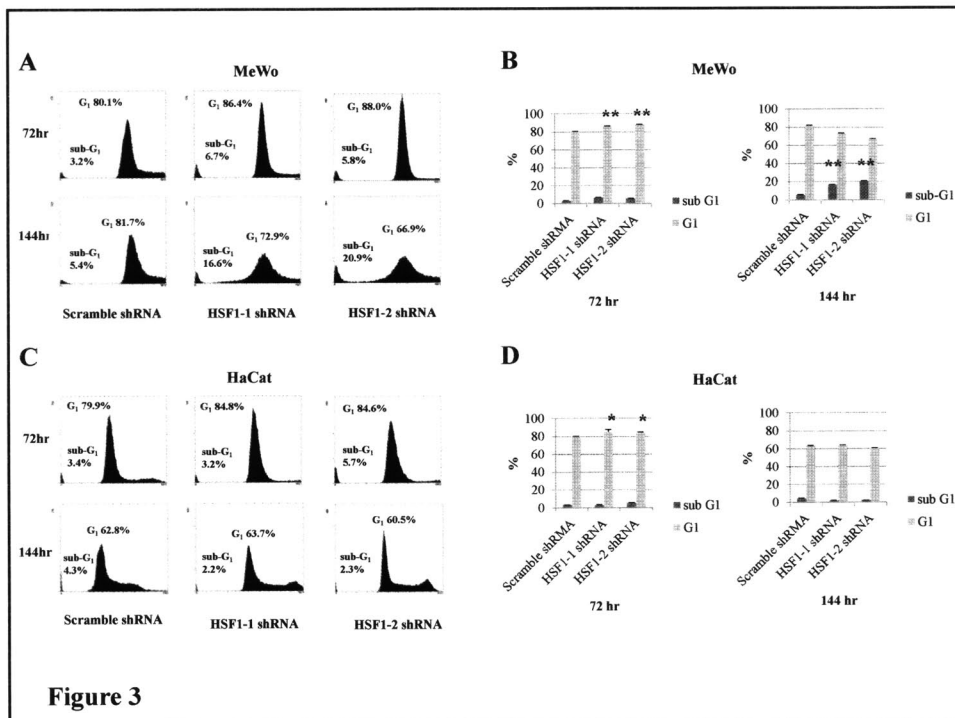 A
MeWo
B
MeWo
72hr
G1 80.1%
sub-G1
3.2%
G1 86.4%
sub-G1
6.7%
G1 88.0%
sub-G1
5.8%
144hr
G1 81.7%
sub-G1
5.4%
G1 72.9%
sub-G1
16.6%
G1 66.9%
sub-G1
20.9%
Scramble shRNA
HSF1-1 shRNA
HSF1-2 shRNA
%
100
80
60
40
20
0
** **
Scramble shRMA
HSF1-1 shRNA
HSF1-2 shRNA
72 hr
sub G1
G1
%
100
80
60
40
20
0
** **
Scramble shRNA
HSF1-1 shRNA
HSF1-2 shRNA
144 hr
sub-G1
G1
C
HaCat
D
HaCat
72hr
G1 79.9%
sub-G1
3.4%
G1 84.8%
sub-G1
3.2%
G1 84.6%
sub-G1
5.7%
144hr
G1 62.8%
sub-G1
4.3%
G1 63.7%
sub-G1
2.2%
G1 60.5%
sub-G1
2.3%
Scramble shRNA
HSF1-1 shRNA
HSF1-2 shRNA
%
100
80
60
40
20
0
* *
Scramble shRMA
HSF1-1 shRNA
HSF1-2 shRNA
72 hr
sub G1
G1
%
100
80
60
40
20
0
Scramble shRMA
HSF1-1 shRNA
HSF1-2 shRNA
144 hr
sub G1
G1
Figure 3